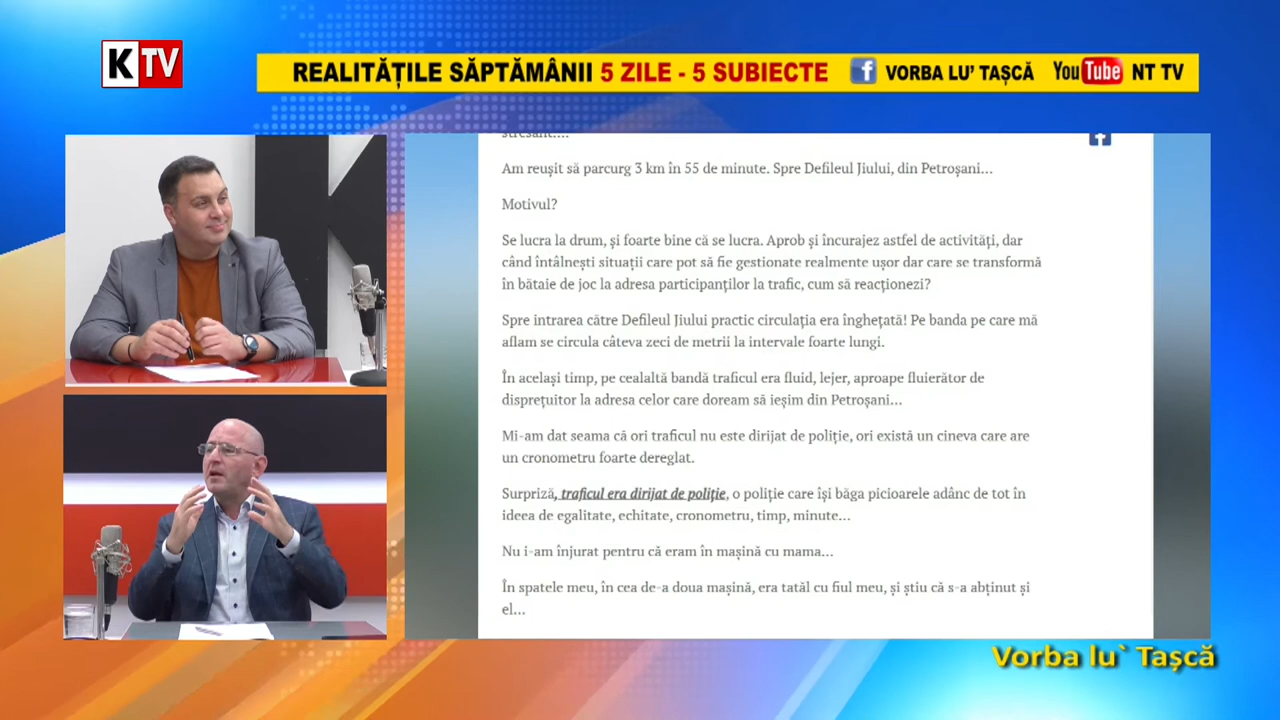 KTV
REALITĂȚILE SĂPTĂMÂNII 5 ZILE - 5 SUBIECTE f VORBA LU' TAȘCĂ YouTube NT TV
stresant....
f
Am reușit să parcurg 3 km în 55 de minute. Spre Defileul Jiului, din Petroșani...
Motivul?
Se lucra la drum, și foarte bine că se lucra. Aprob și încurajez astfel de activități, dar
când întâlnești situații care pot să fie gestionate realmente ușor dar care se transformă
în bătaie de joc la adresa participanților la trafic, cum să reacționezi?
Spre intrarea către Defileul Jiului practic circulația era înghețată! Pe banda pe care mă
aflam se circula câteva zeci de metrii la intervale foarte lungi.
În același timp, pe cealaltă bandă traficul era fluid, lejer, aproape fluierător de
disprețuitor la adresa celor care doream să ieșim din Petroșani...
Mi-am dat seama că ori traficul nu este dirijat de poliție, ori există un cineva care are
un cronometru foarte dereglat.
Surpriză, traficul era dirijat de poliție, o poliție care își băga picioarele adânc de tot în
ideea de egalitate, echitate, cronometru, timp, minute...
Nu i-am înjurat pentru că eram în mașină cu mama...
În spatele meu, în cea de-a doua mașină, era tatăl cu fiul meu, și știu că s-a abținut și
el...
Vorba lu` Tașcă